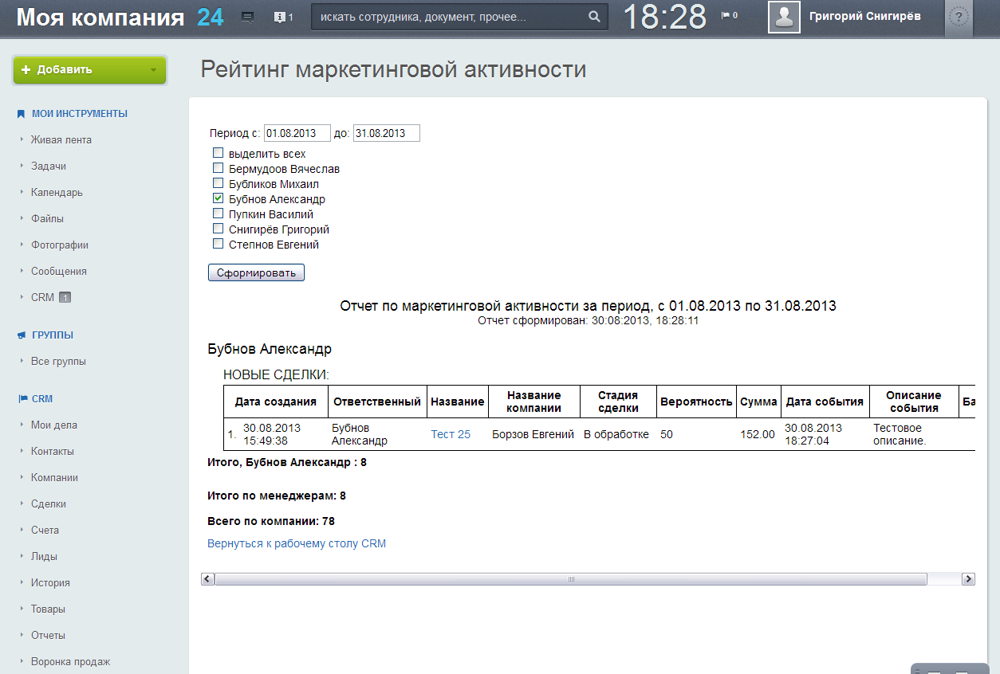 Моя компания 24
1
искать сотрудника, документ, прочее...
18:28
0
Григорий Снигирёв
?
Добавить
Рейтинг маркетинговой активности
МОИ ИНСТРУМЕНТЫ
Живая лента
Задачи
Календарь
Файлы
Фотографии
Сообщения
CRM 1
ГРУППЫ
Все группы
CRM
Мои дела
Контакты
Компании
Сделки
Счета
Лиды
История
Товары
Отчеты
Воронка продаж
Период с: 01.08.2013 до: 31.08.2013
выделить всех
Бермудоов Вячеслав
Бубликов Михаил
Бубнов Александр
Пупкин Василий
Снигирёв Григорий
Степнов Евгений
Сформировать
Отчет по маркетинговой активности за период, с 01.08.2013 по 31.08.2013
Отчет сформирован: 30:08:2013, 18:28:11
Бубнов Александр
НОВЫЕ СДЕЛКИ:
Дата создания Ответственный Название Название компании Стадия сделки Вероятность Сумма Дата события Описание события Ба
1. 30.08.2013 15:49:38 Бубнов Александр Тест 25 Борзов Евгений В обработке 50 152.00 30.08.2013 18:27:04 Тестовое описание.
Итого, Бубнов Александр : 8
Итого по менеджерам: 8
Всего по компании: 78
Вернуться к рабочему столу CRM